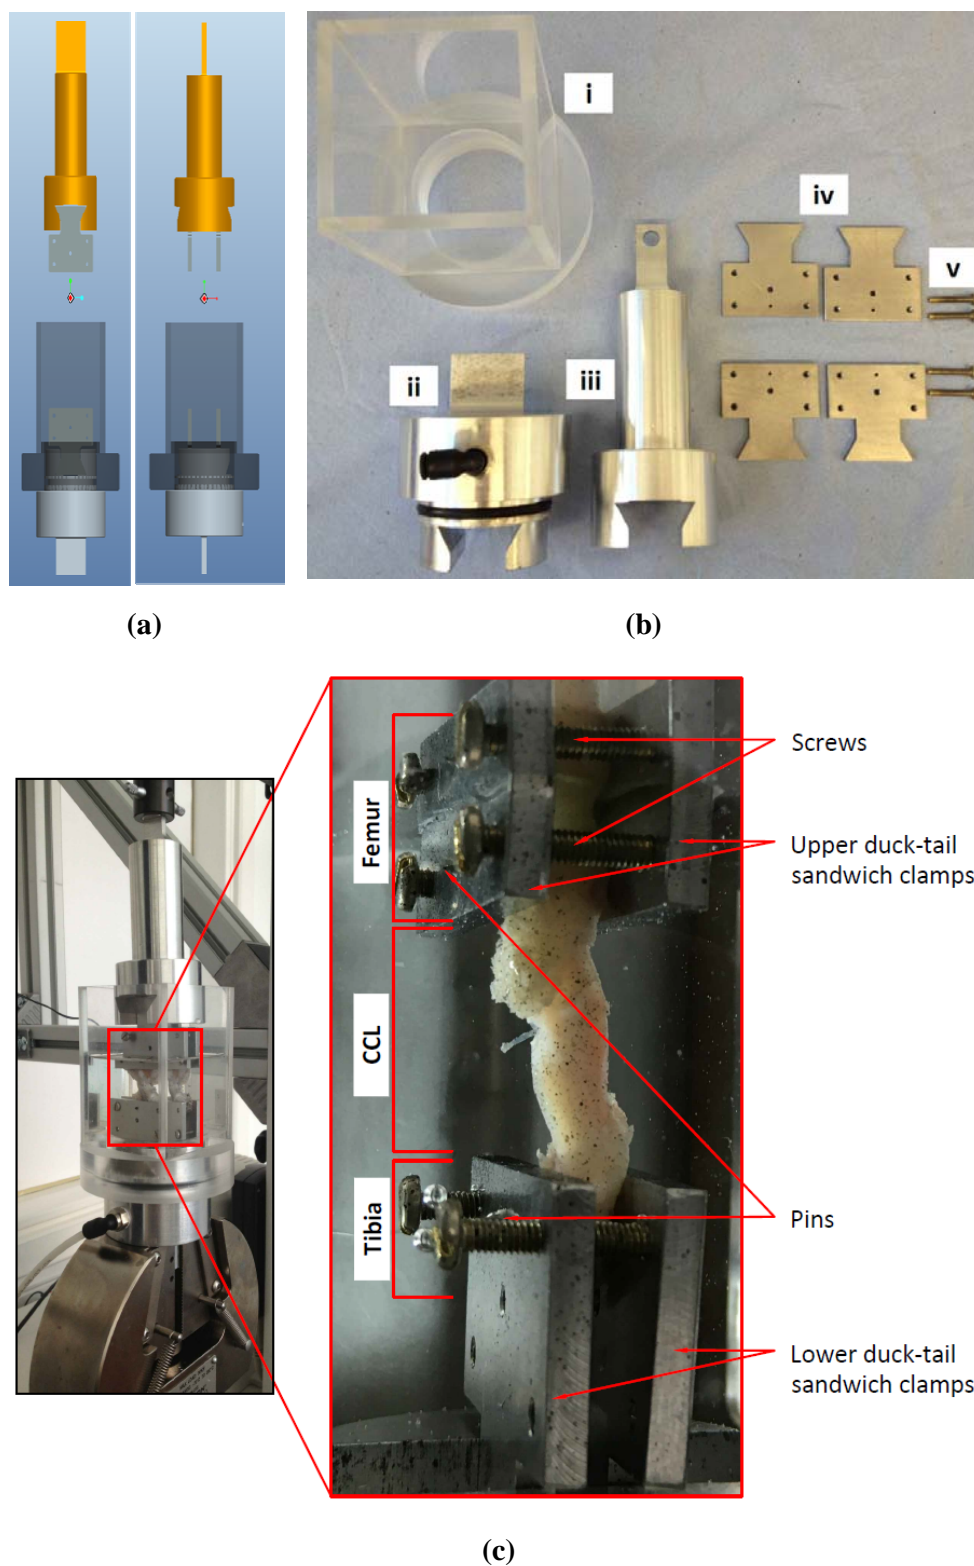 (a)
i
ii
iii
iv
v
(b)
Femur
CCL
Tibia
Screws
Upper duck-tail
sandwich clamps
Pins
Lower duck-tail
sandwich clamps
(c)